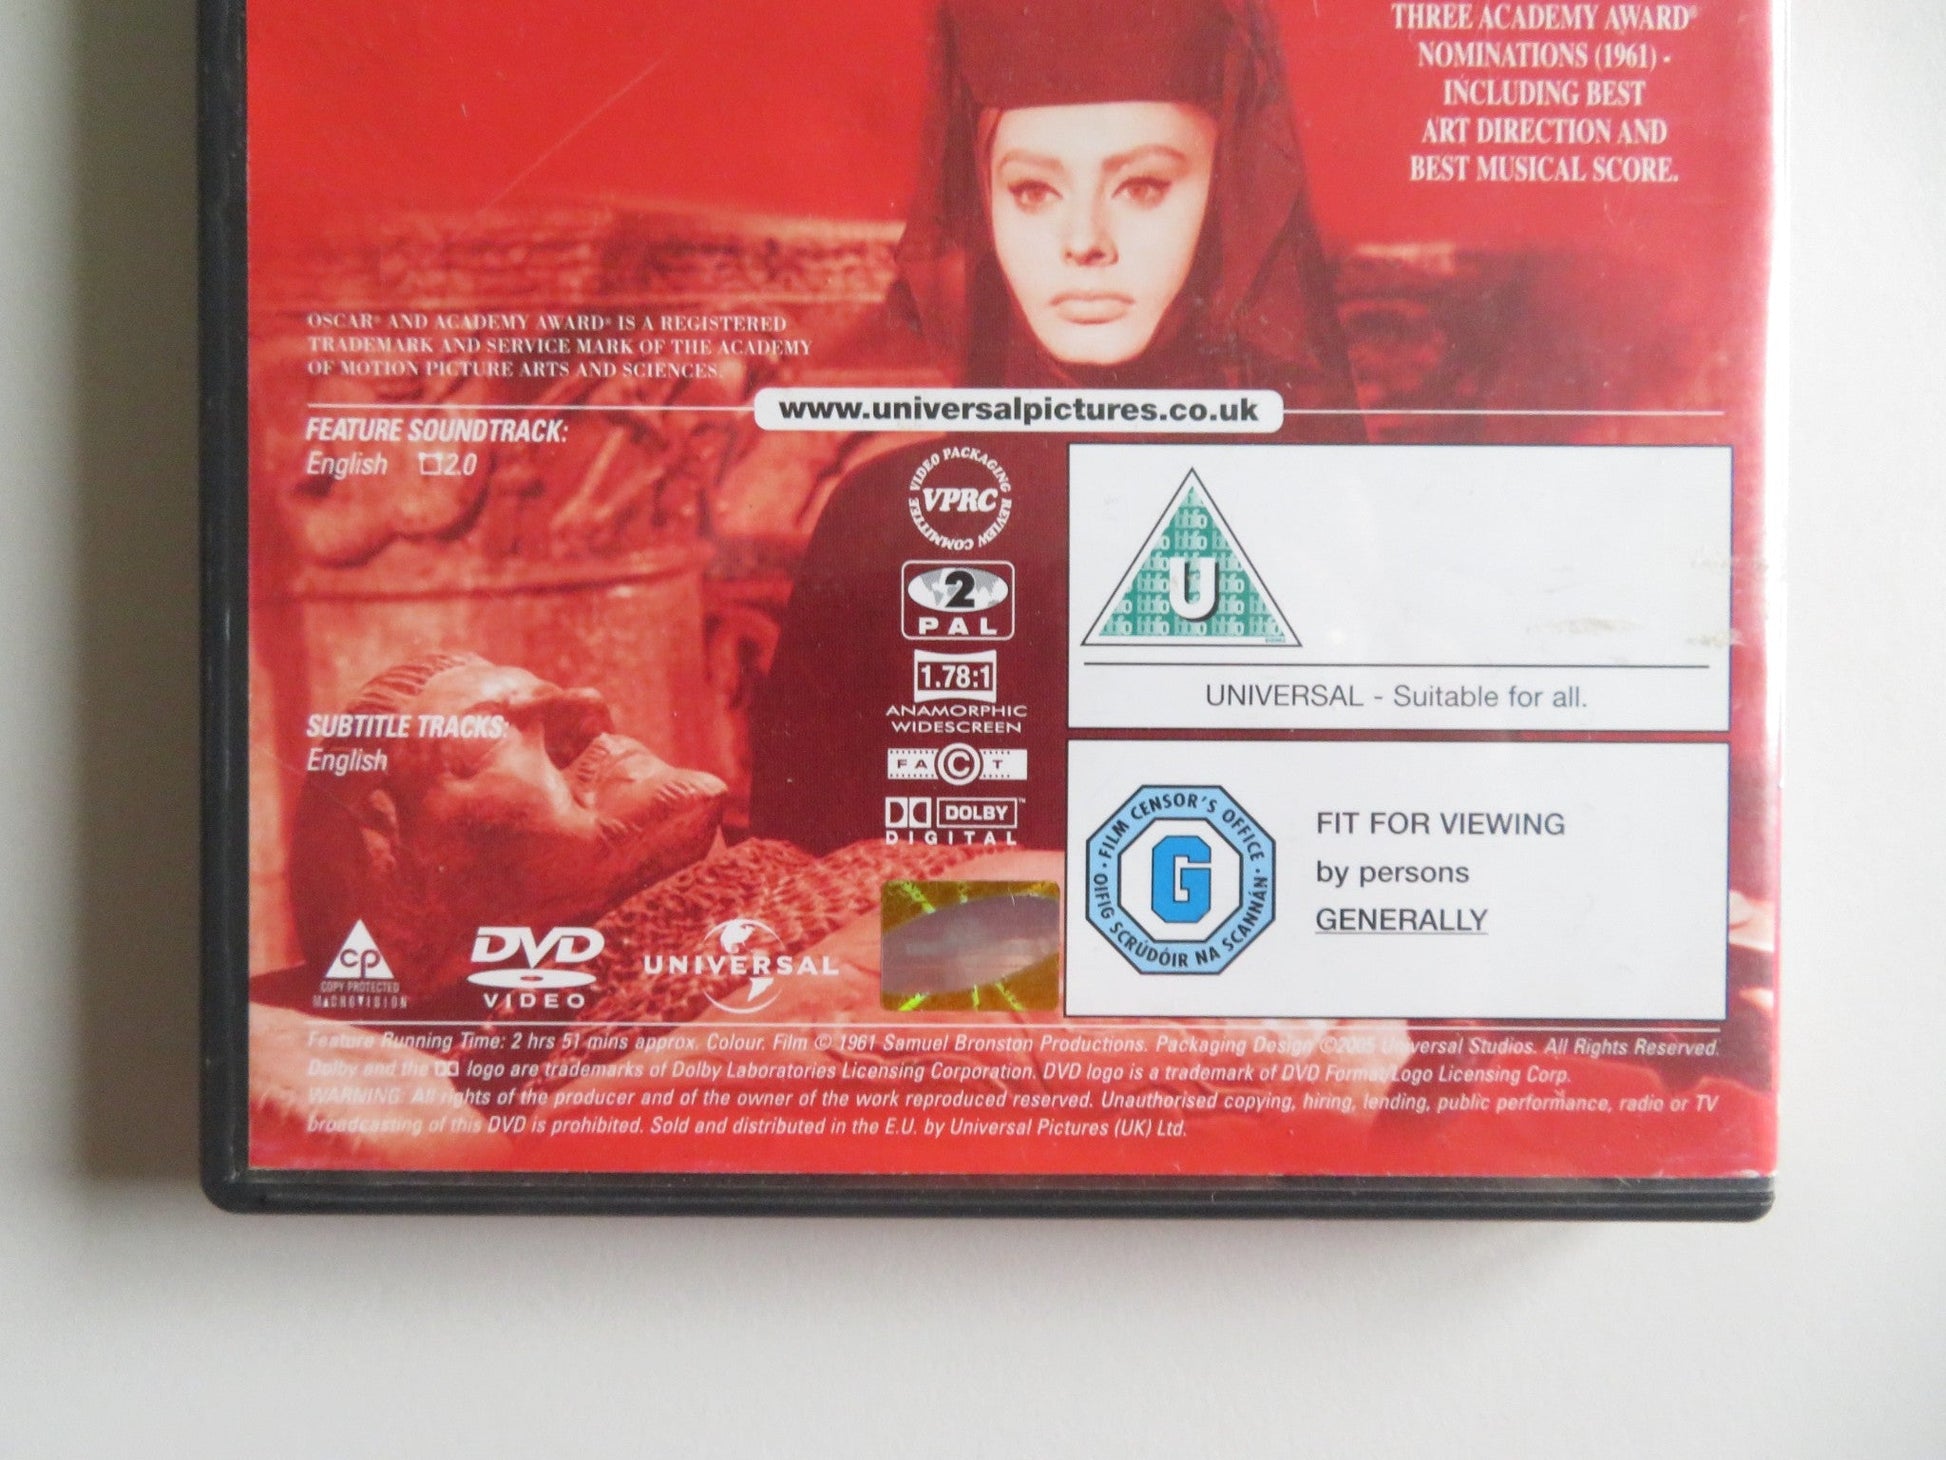 THREE ACADEMY AWARD®
NOMINATIONS (1961) -
INCLUDING BEST
ART DIRECTION AND
BEST MUSICAL SCORE.
OSCAR® AND ACADEMY AWARD® IS A REGISTERED
TRADEMARK AND SERVICE MARK OF THE ACADEMY
OF MOTION PICTURE ARTS AND SCIENCES.
www.universalpictures.co.uk
FEATURE SOUNDTRACK:
English 2.0
VIDEO PACKAGING REVIEW COMMITTEE
VPRC
2
PAL
1.78:1
ANAMORPHIC
WIDESCREEN
FACT
DOLBY™
DIGITAL
SUBTITLE TRACKS:
English
U
UNIVERSAL - Suitable for all.
FILM CENSOR'S OFFICE
G
OIFIG SCRÚDÓIR NA SCANNÁN
FIT FOR VIEWING
by persons
GENERALLY
cp
COPY PROTECTED
MACROVISION
DVD
VIDEO
UNIVERSAL
Feature Running Time: 2 hrs 51 mins approx. Colour. Film © 1961 Samuel Bronston Productions. Packaging Design ©2005 Universal Studios. All Rights Reserved.
Dolby and the logo are trademarks of Dolby Laboratories Licensing Corporation. DVD logo is a trademark of DVD Format/Logo Licensing Corp.
WARNING: All rights of the producer and of the owner of the work reproduced reserved. Unauthorised copying, hiring, lending, public performance, radio or TV
broadcasting of this DVD is prohibited. Sold and distributed in the E.U. by Universal Pictures (UK) Ltd.